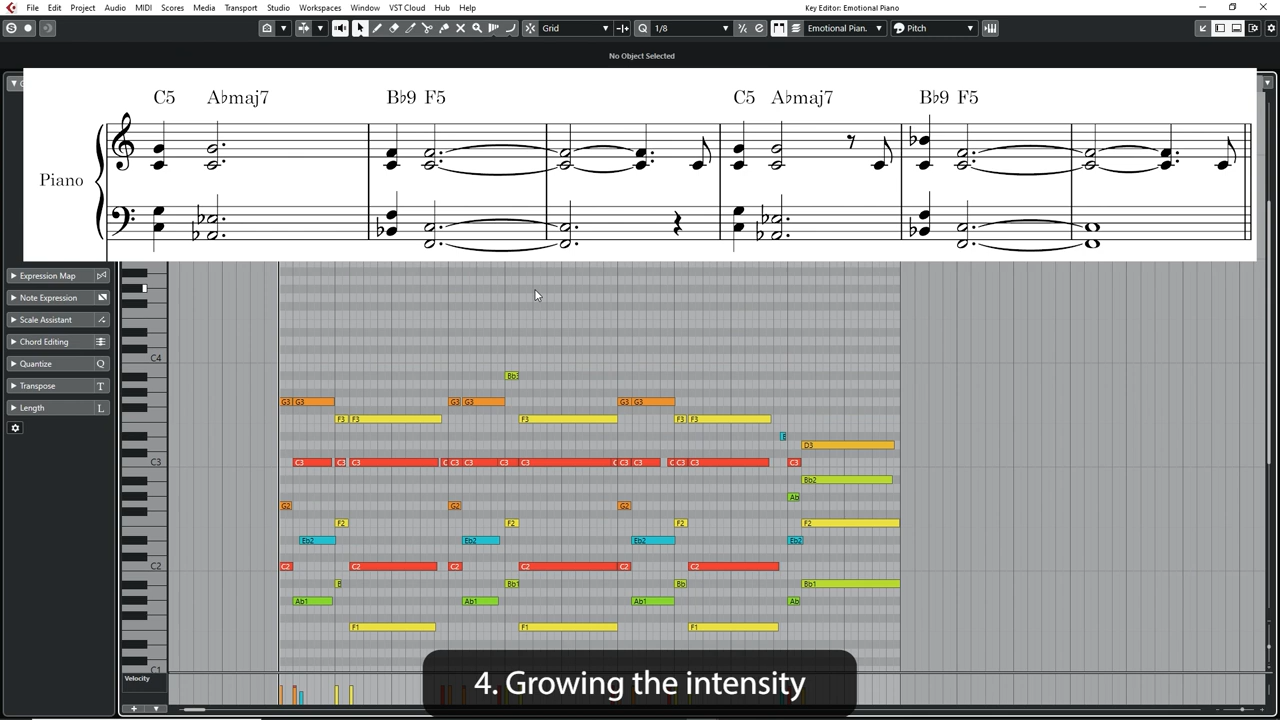 File Edit Project Audio MIDI Scores Media Transport Studio Workspaces Window VST Cloud Hub Help
Key Editor: Emotional Piano
Grid
Q 1/8
Emotional Pian.
Pitch
No Object Selected
C5 A♭maj7 B♭9 F5 C5 A♭maj7 B♭9 F5
Piano
Expression Map
Note Expression
Scale Assistant
Chord Editing
Quantize Q
Transpose T
Length L
C4
Bb3
G3 G3 G3 G3 G3 G3
F3 F3 F3 F3 F3
D3
C3 C3 C3 C3 C3 C3 C3 C3 C3 C3 C3 C3 C3
Bb2
Ab
G2 G2 G2
F2 F2 F2 F2
Eb2 Eb2 Eb2 Eb2
C2 C2 C2 C2 C2 C2 C2
B Bb1 Bb Bb1
Ab1 Ab1 Ab1 Ab
F1 F1 F1
C1
Velocity
4. Growing the intensity